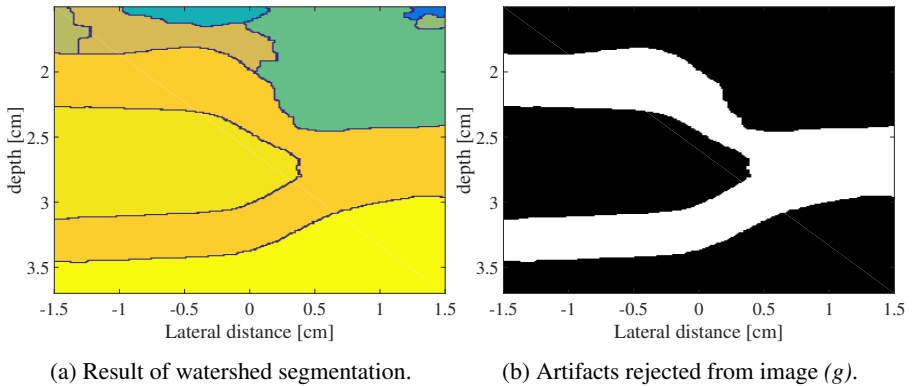 depth [cm]
2
2.5
3
3.5
-1.5 -1 -0.5 0 0.5 1 1.5
Lateral distance [cm]
(a) Result of watershed segmentation.
depth [cm]
2
2.5
3
3.5
-1.5 -1 -0.5 0 0.5 1 1.5
Lateral distance [cm]
(b) Artifacts rejected from image (g).